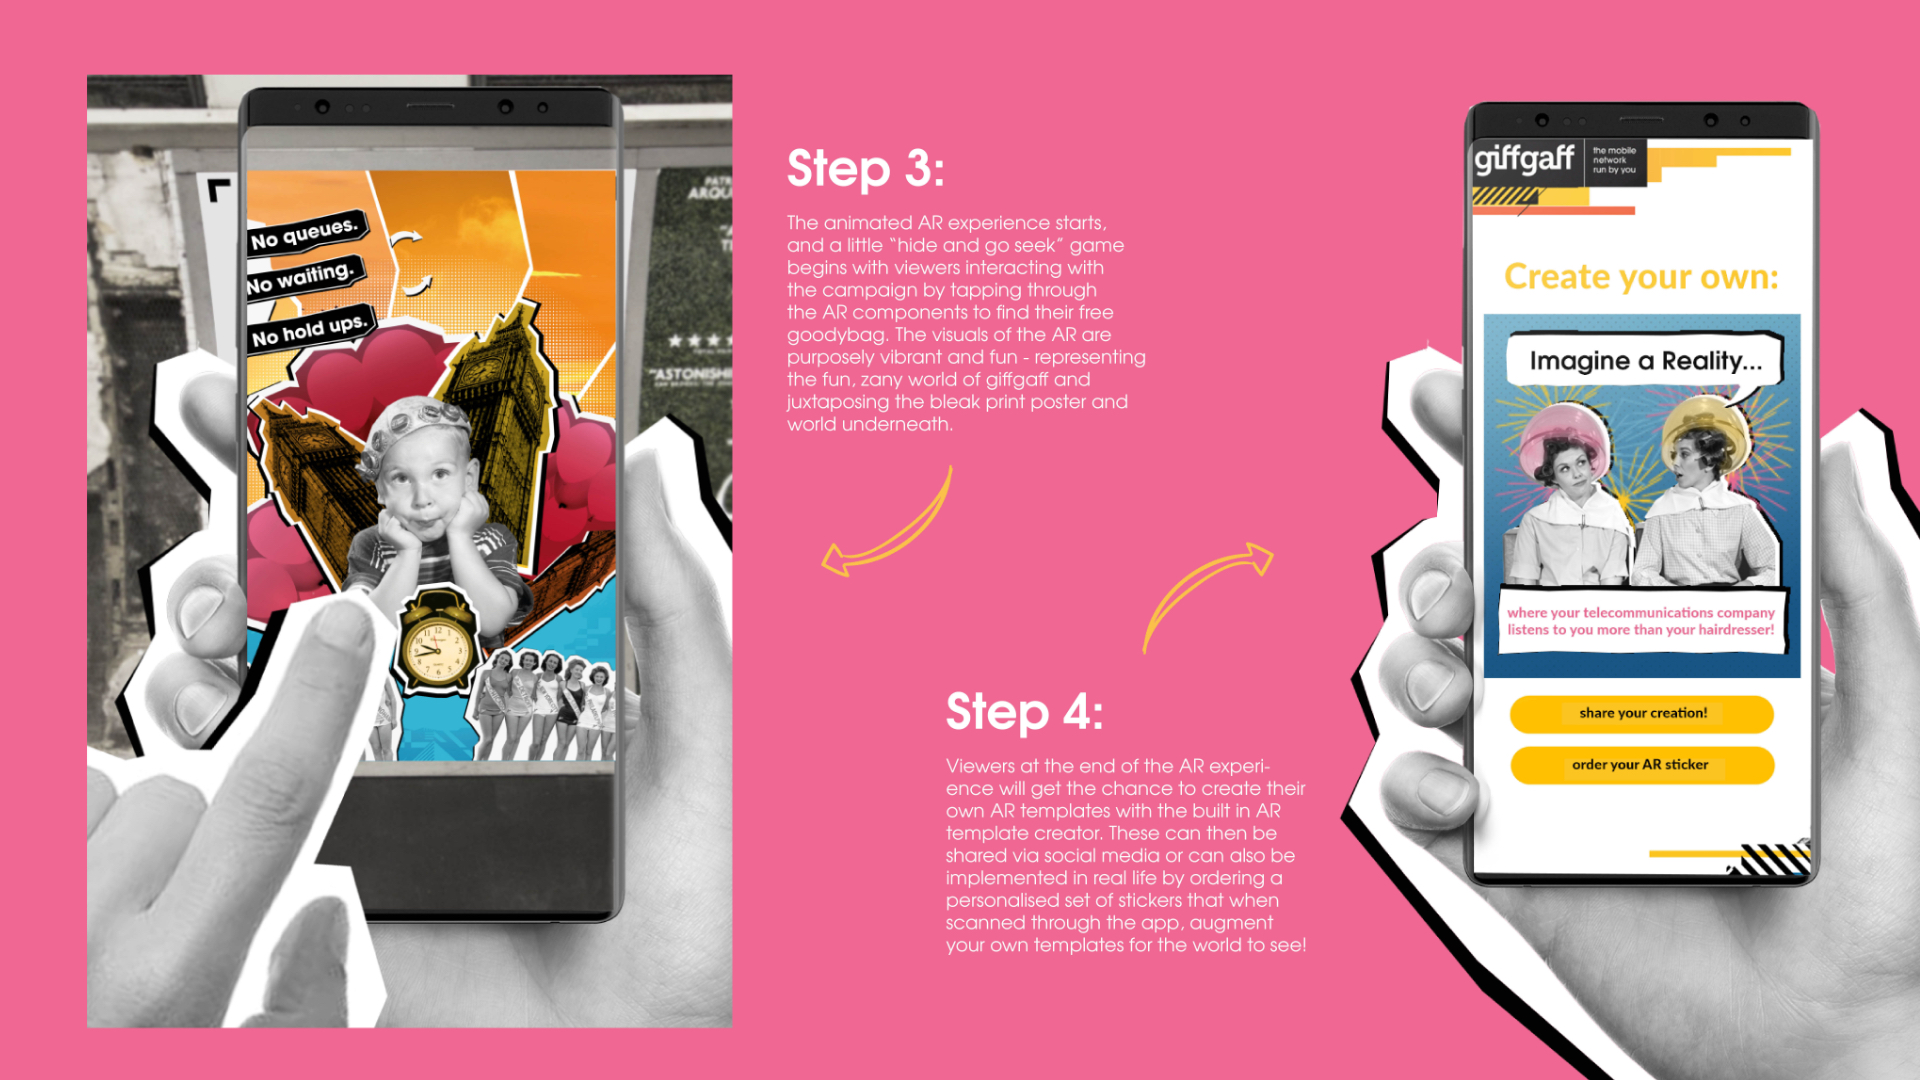 No queues.
No waiting.
No hold ups.
AROU
★★★★
"ASTONISHI
Step 3:
The animated AR experience starts,
and a little “hide and go seek” game
begins with viewers interacting with
the campaign by tapping through
the AR components to find their free
goodybag. The visuals of the AR are
purposely vibrant and fun - representing
the fun, zany world of giffgaff and
juxtaposing the bleak print poster and
world underneath.
Step 4:
Viewers at the end of the AR experi-
ence will get the chance to create their
own AR templates with the built in AR
template creator. These can then be
shared via social media or can also be
implemented in real life by ordering a
personalised set of stickers that when
scanned through the app, augment
your own templates for the world to see!
giffgaff
the mobile
network
run by you
Create your own:
Imagine a Reality...
where your telecommunications company
listens to you more than your hairdresser!
share your creation!
order your AR sticker